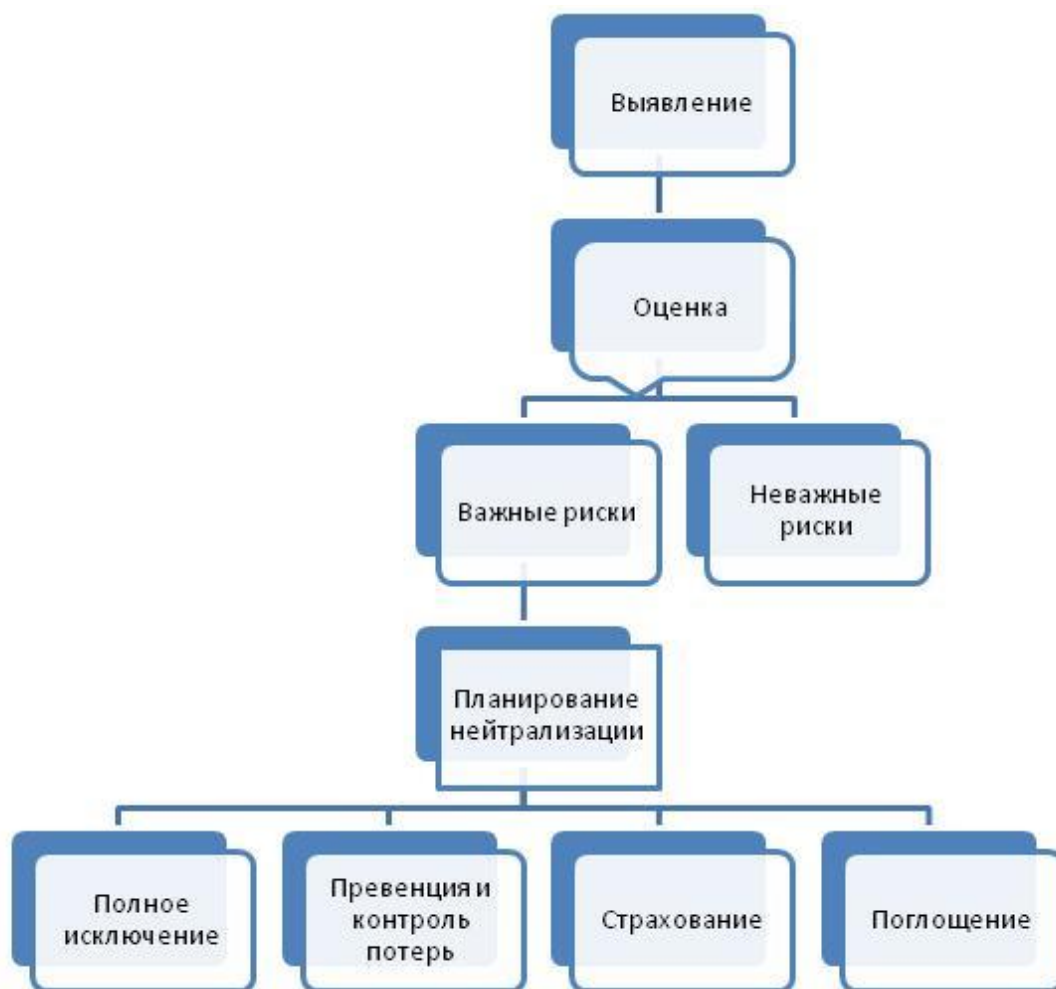 Выявление
Оценка
Важные риски
Неважные
риски
Планирование
нейтрализации
Полное
исключение
Превенция и
контроль
потерь
Страхование
Поглощение